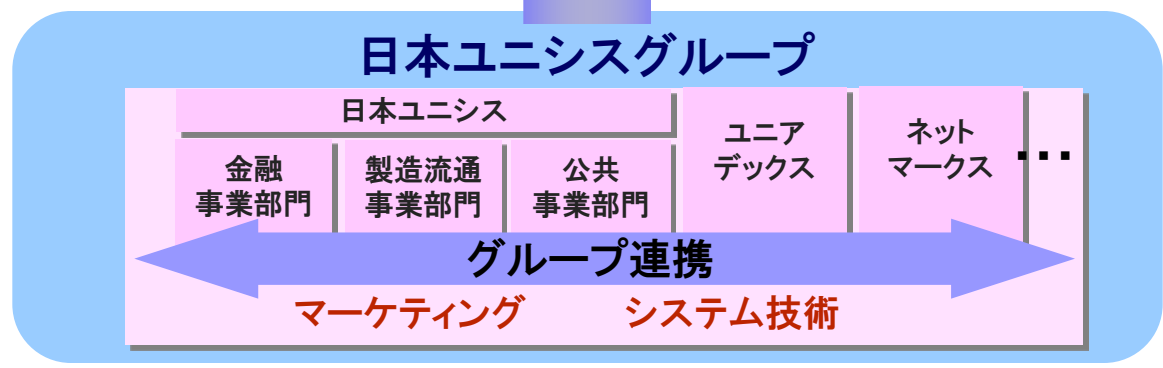 日本ユニシスグループ
日本ユニシス
金融
事業部門
製造流通
事業部門
公共
事業部門
ユニア
デックス
ネット
マークス
...
グループ連携
マーケティング
システム技術